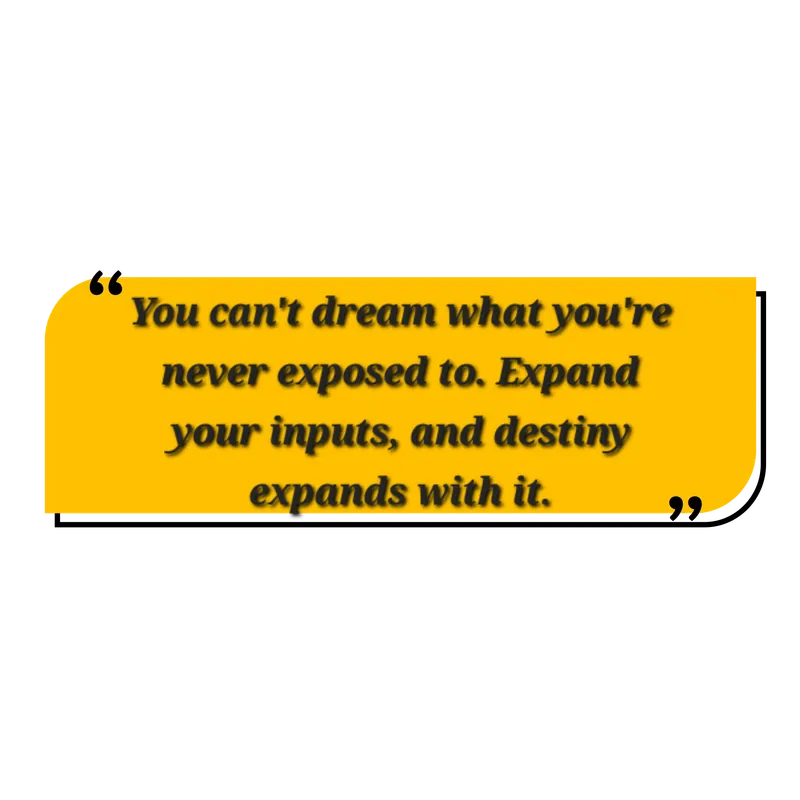 “You can't dream what you're
never exposed to. Expand
your inputs, and destiny
expands with it.”